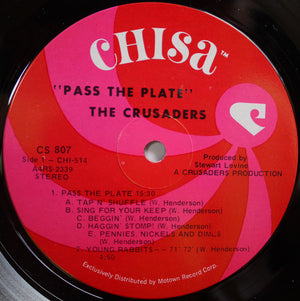 CHISA™
"PASS THE PLATE"
THE CRUSADERS
CS 807
Side 1 - CHI-514
A4RS-2339
STEREO
Produced by
Stewart Levine
A CRUSADERS PRODUCTION
1. PASS THE PLATE 15:30
A. TAP N' SHUFFLE (W. Henderson)
B. SING FOR YOUR KEEP (W. Henderson)
C. BEGGIN' (W. Henderson)
D. HAGGIN' STOMP! (W. Henderson)
E. PENNIES, NICKELS AND DIMES
(W. Henderson)
2. YOUNG RABBITS - '71 '72 (W. Henderson)
4:50
Exclusively Distributed by Motown Record Corp.